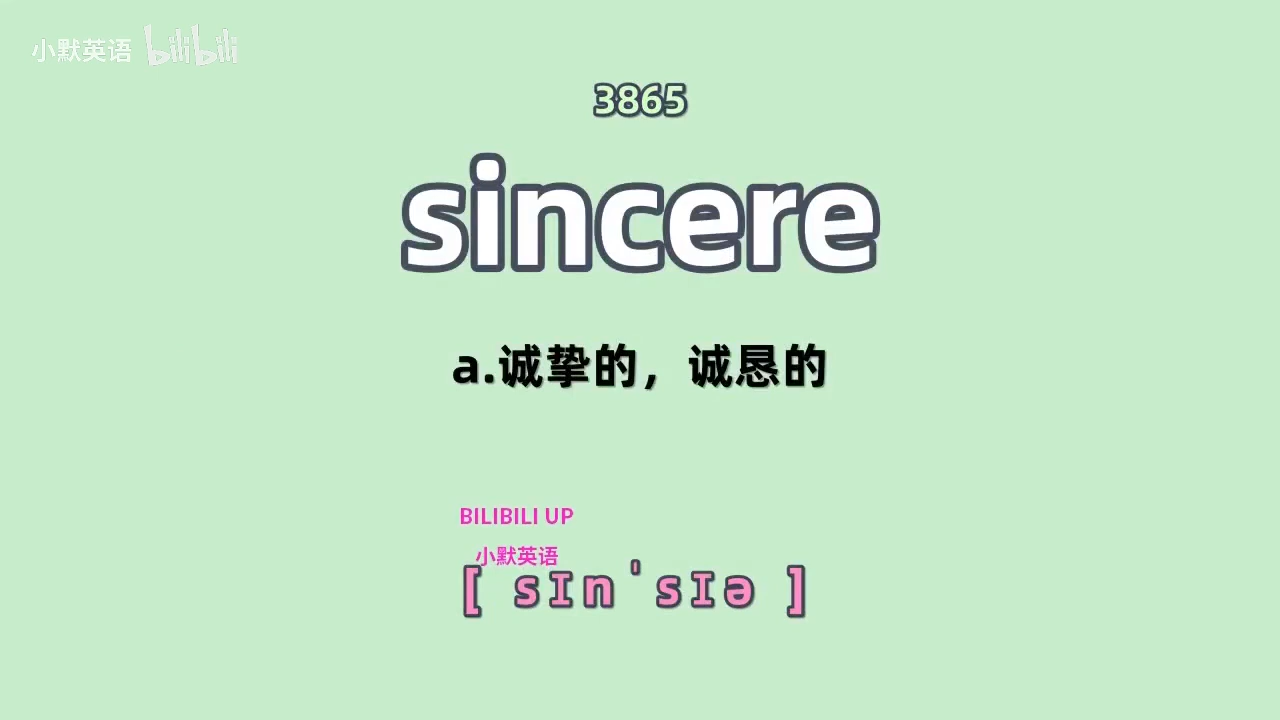 小默英语 bilibili
3865
sincere
a.诚挚的，诚恳的
BILIBILI UP
小默英语
[ sɪnˈsɪə ]